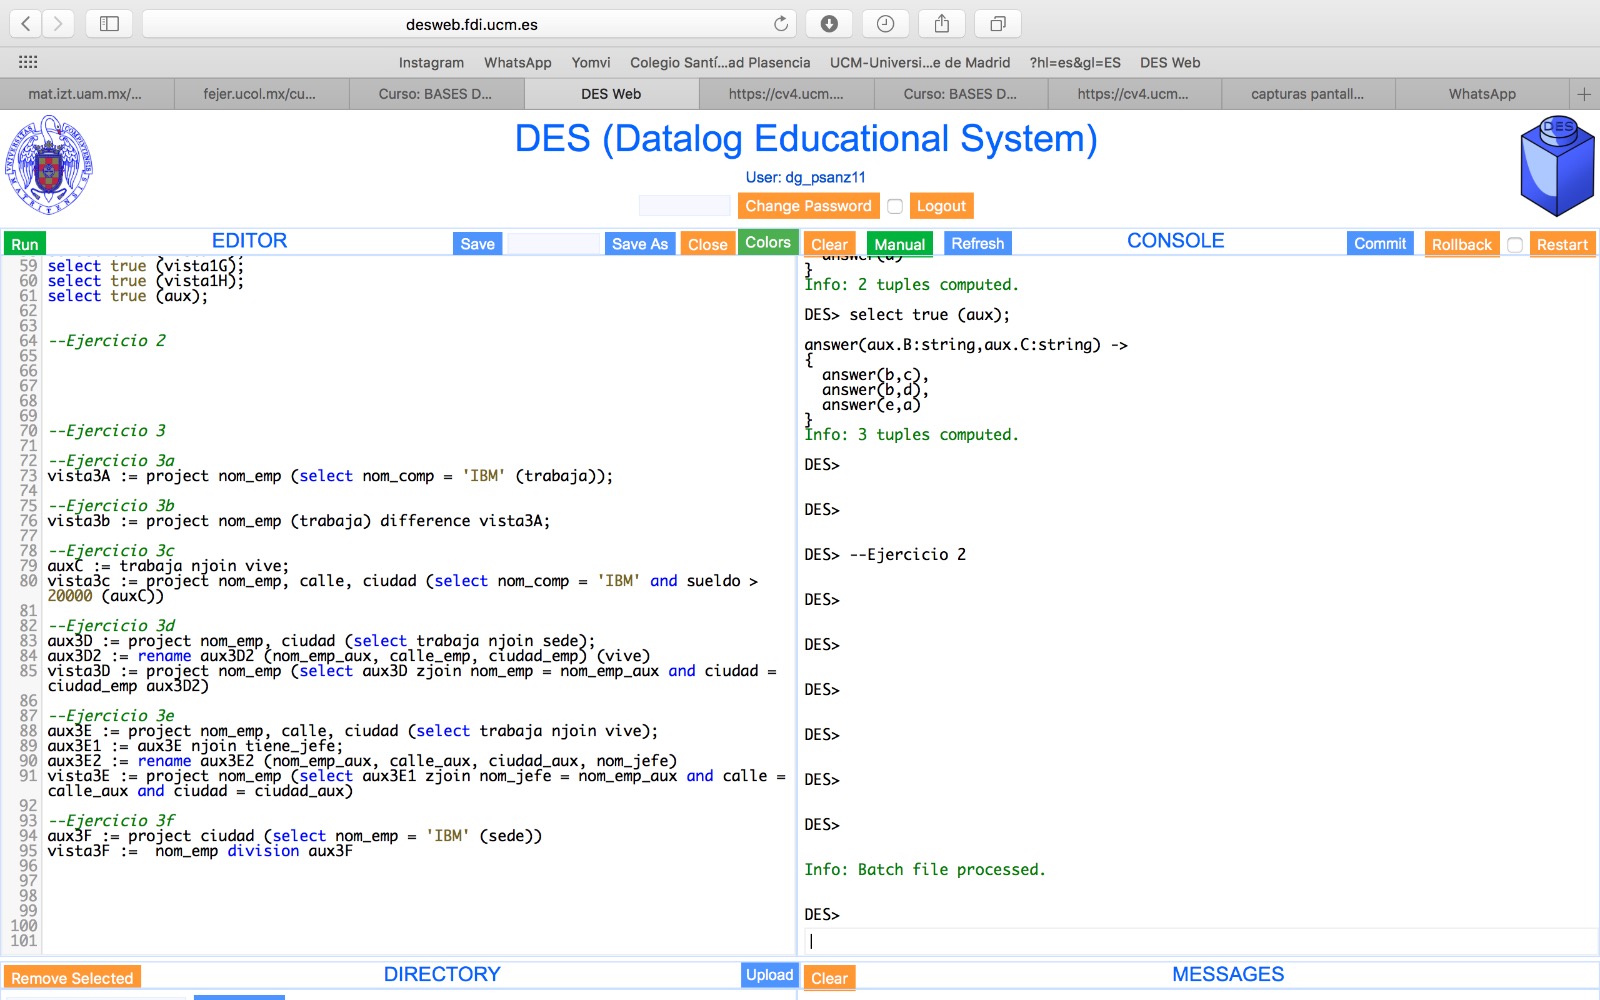 desweb.fdi.ucm.es
Instagram WhatsApp Yomvi Colegio Santí...ad Plasencia UCM-Universi...e de Madrid ?hl=es&gl=ES DES Web
mat.izt.uam.mx/... fejer.ucol.mx/cu... Curso: BASES D... DES Web https://cv4.ucm.... Curso: BASES D... https://cv4.ucm... capturas pantall... WhatsApp
DES (Datalog Educational System)
DES
User: dg_psanz11
Change Password Logout
Run EDITOR Save Save As Close Colors
59 select true (vista1G);
60 select true (vista1H);
61 select true (aux);
62
63
64 --Ejercicio 2
65
66
67
68
69
70 --Ejercicio 3
71
72 --Ejercicio 3a
73 vista3A := project nom_emp (select nom_comp = 'IBM' (trabaja));
74
75 --Ejercicio 3b
76 vista3b := project nom_emp (trabaja) difference vista3A;
77
78 --Ejercicio 3c
79 auxC := trabaja njoin vive;
80 vista3c := project nom_emp, calle, ciudad (select nom_comp = 'IBM' and sueldo >
20000 (auxC))
81
82 --Ejercicio 3d
83 aux3D := project nom_emp, ciudad (select trabaja njoin sede);
84 aux3D2 := rename aux3D2 (nom_emp_aux, calle_emp, ciudad_emp) (vive)
85 vista3D := project nom_emp (select aux3D zjoin nom_emp = nom_emp_aux and ciudad =
ciudad_emp aux3D2)
86
87 --Ejercicio 3e
88 aux3E := project nom_emp, calle, ciudad (select trabaja njoin vive);
89 aux3E1 := aux3E njoin tiene_jefe;
90 aux3E2 := rename aux3E2 (nom_emp_aux, calle_aux, ciudad_aux, nom_jefe)
91 vista3E := project nom_emp (select aux3E1 zjoin nom_jefe = nom_emp_aux and calle =
calle_aux and ciudad = ciudad_aux)
92
93 --Ejercicio 3f
94 aux3F := project ciudad (select nom_emp = 'IBM' (sede))
95 vista3F := nom_emp division aux3F
96
97
98
99
100
101
Clear Manual Refresh CONSOLE Commit Rollback Restart
answer(d)
}
Info: 2 tuples computed.
DES> select true (aux);
answer(aux.B:string,aux.C:string) ->
{
answer(b,c),
answer(b,d),
answer(e,a)
}
Info: 3 tuples computed.
DES>
DES>
DES> --Ejercicio 2
DES>
DES>
DES>
DES>
DES>
DES>
Info: Batch file processed.
DES>
Remove Selected DIRECTORY Upload
Clear MESSAGES